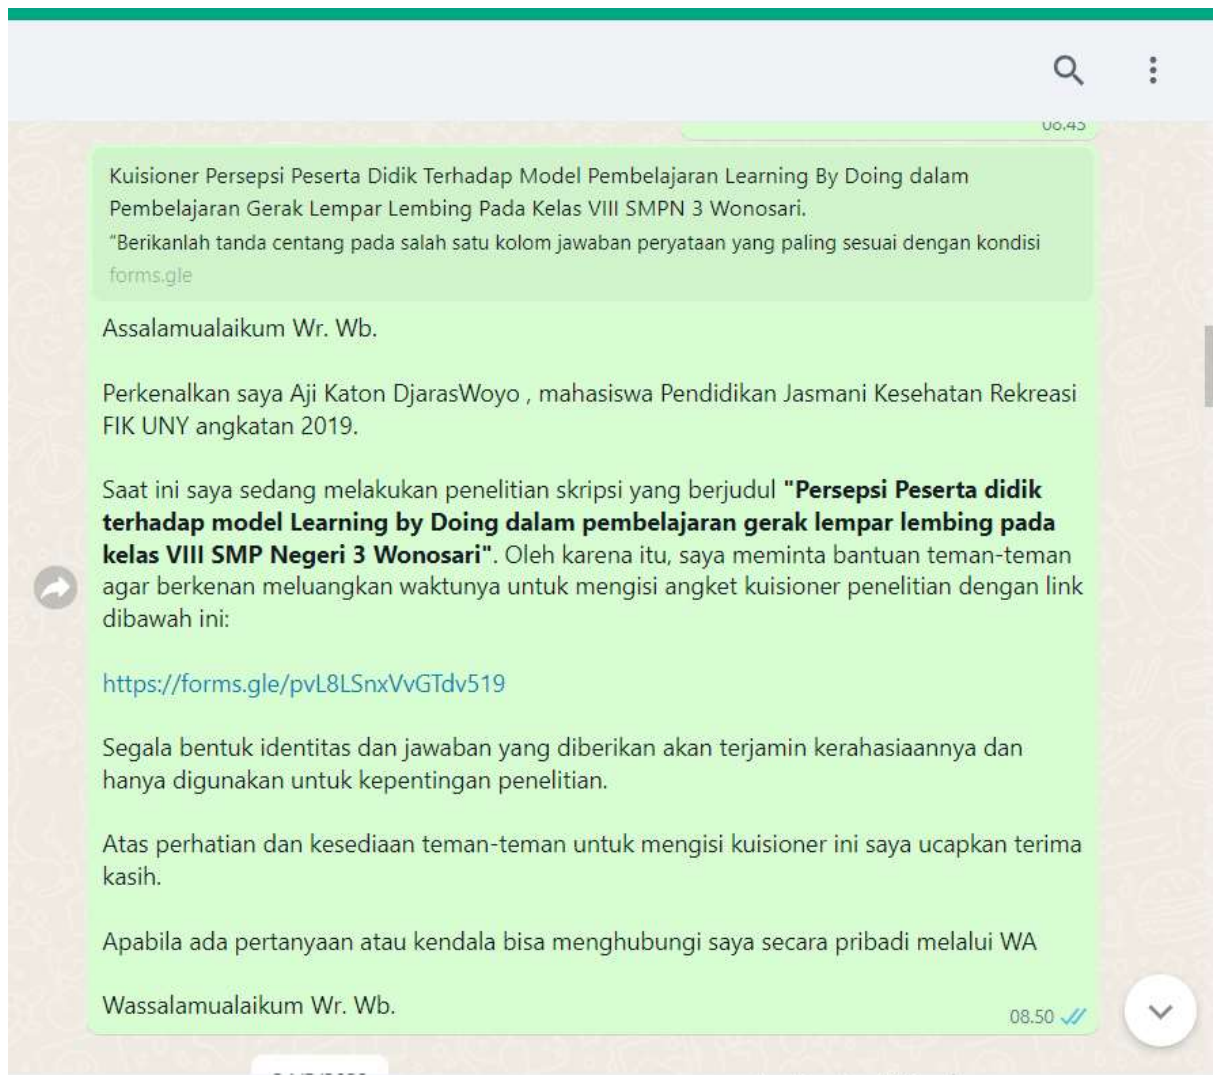 08.45
Kuisioner Persepsi Peserta Didik Terhadap Model Pembelajaran Learning By Doing dalam
Pembelajaran Gerak Lempar Lembing Pada Kelas VIII SMPN 3 Wonosari.
"Berikanlah tanda centang pada salah satu kolom jawaban peryataan yang paling sesuai dengan kondisi
forms.gle
Assalamualaikum Wr. Wb.
Perkenalkan saya Aji Katon DjarasWoyo , mahasiswa Pendidikan Jasmani Kesehatan Rekreasi
FIK UNY angkatan 2019.
Saat ini saya sedang melakukan penelitian skripsi yang berjudul "Persepsi Peserta didik
terhadap model Learning by Doing dalam pembelajaran gerak lempar lembing pada
kelas VIII SMP Negeri 3 Wonosari". Oleh karena itu, saya meminta bantuan teman-teman
agar berkenan meluangkan waktunya untuk mengisi angket kuisioner penelitian dengan link
dibawah ini:
https://forms.gle/pvL8LSnxVvGTdv519
Segala bentuk identitas dan jawaban yang diberikan akan terjamin kerahasiaannya dan
hanya digunakan untuk kepentingan penelitian.
Atas perhatian dan kesediaan teman-teman untuk mengisi kuisioner ini saya ucapkan terima
kasih.
Apabila ada pertanyaan atau kendala bisa menghubungi saya secara pribadi melalui WA
Wassalamualaikum Wr. Wb.
08.50